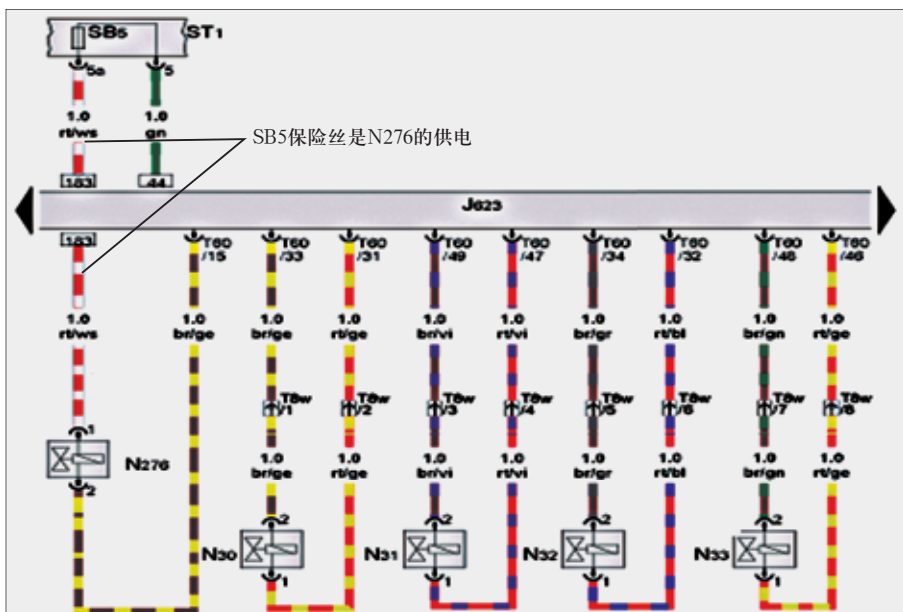 SB5 ST1
5a 5
1.0 1.0
rt/ws gn
SB5保险丝是N276的供电
183 44
J623
183 T60/15 T60/33 T60/31 T60/49 T60/47 T60/34 T60/32 T60/48 T60/46
1.0 1.0 1.0 1.0 1.0 1.0 1.0 1.0 1.0 1.0
rt/ws br/ge br/ge rt/ge br/vi rt/vi br/gr rt/bl br/gn rt/ge
T8w/1 T8w/2 T8w/3 T8w/4 T8w/5 T8w/6 T8w/7 T8w/8
1
N276
2
1.0 1.0 1.0 1.0 1.0 1.0 1.0 1.0
br/ge rt/ge br/vi rt/vi br/gr rt/bl br/gn rt/ge
2 2 2 2
N30 N31 N32 N33
1 1 1 1